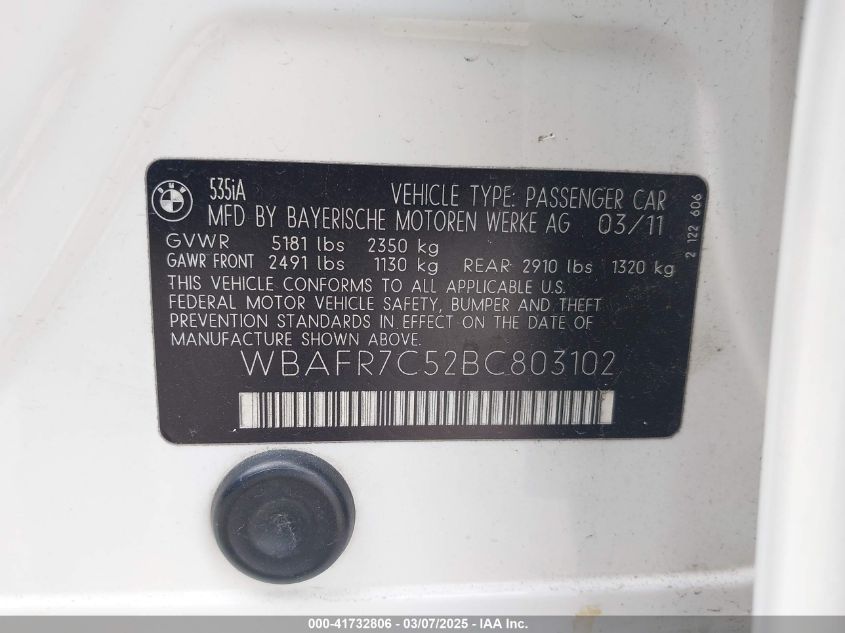 BMW
535iA
VEHICLE TYPE: PASSENGER CAR
MFD BY BAYERISCHE MOTOREN WERKE AG 03/11
GVWR 5181 lbs 2350 kg
GAWR FRONT 2491 lbs 1130 kg REAR 2910 lbs 1320 kg
THIS VEHICLE CONFORMS TO ALL APPLICABLE U.S.
FEDERAL MOTOR VEHICLE SAFETY, BUMPER AND THEFT
PREVENTION STANDARDS IN EFFECT ON THE DATE OF
MANUFACTURE SHOWN ABOVE.
WBAFR7C52BC803102
2 122 606
000-41732806 - 03/07/2025 - IAA Inc.